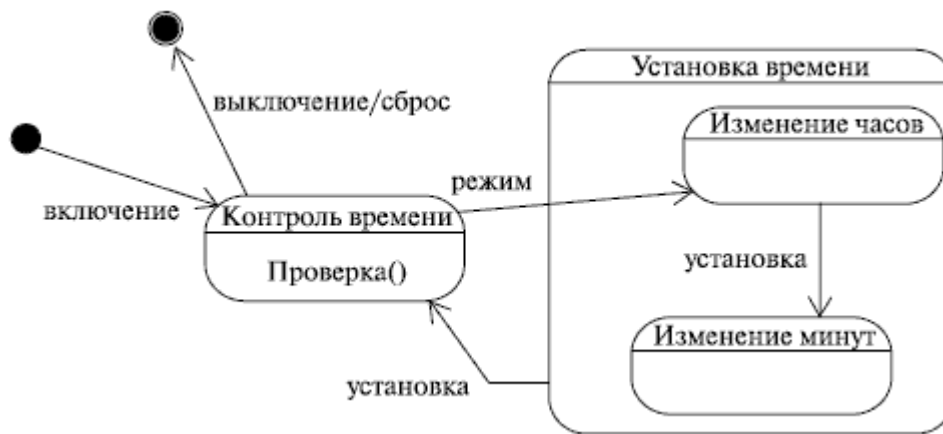 Установка времени
выключение/сброс
Изменение часов
режим
включение
Контроль времени
установка
Проверка()
Изменение минут
установка